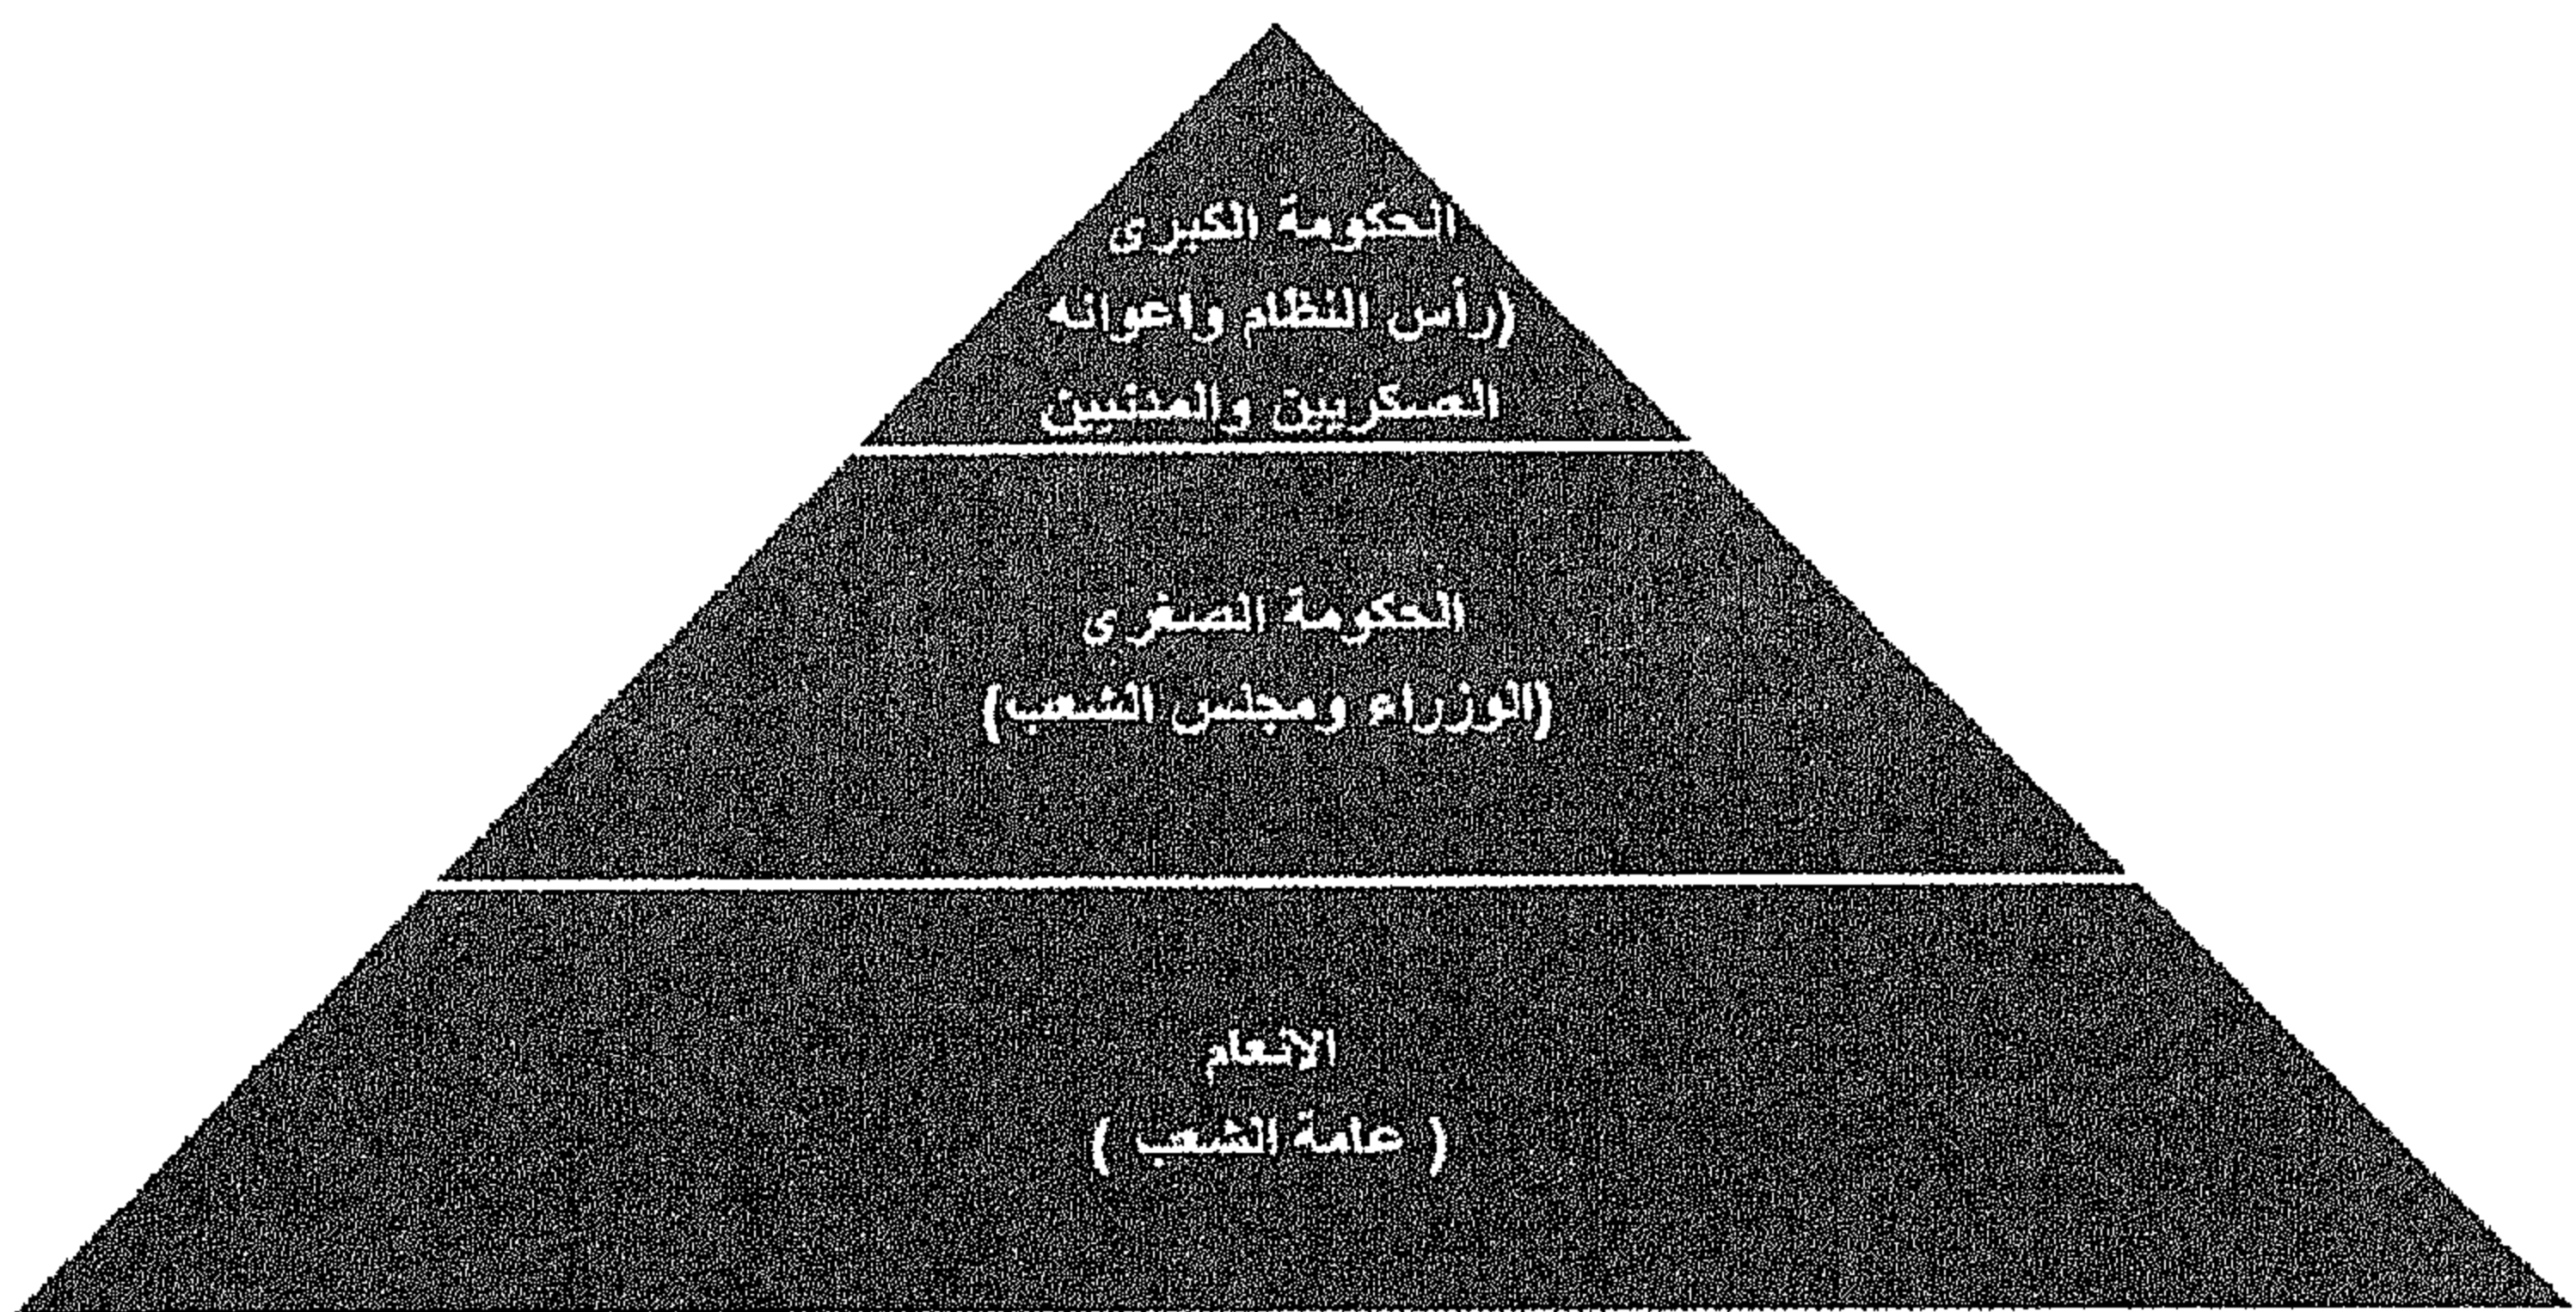 الحكومة الكبرى
(رأس النظام واعوانه
العسكريين والمدنيين
الحكومة الصغرى
(الوزراء ومجلس الشعب)
الانعام
( عامة الشعب )